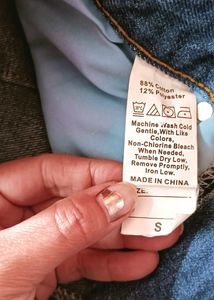 88% Cotton
12% Polyester
Machine Wash Cold
Gentle,With Like
Colors,
Non-Chlorine Bleach
When Needed,
Tumble Dry Low,
Remove Promptly,
Iron Low.
MADE IN CHINA
SIZE:
S